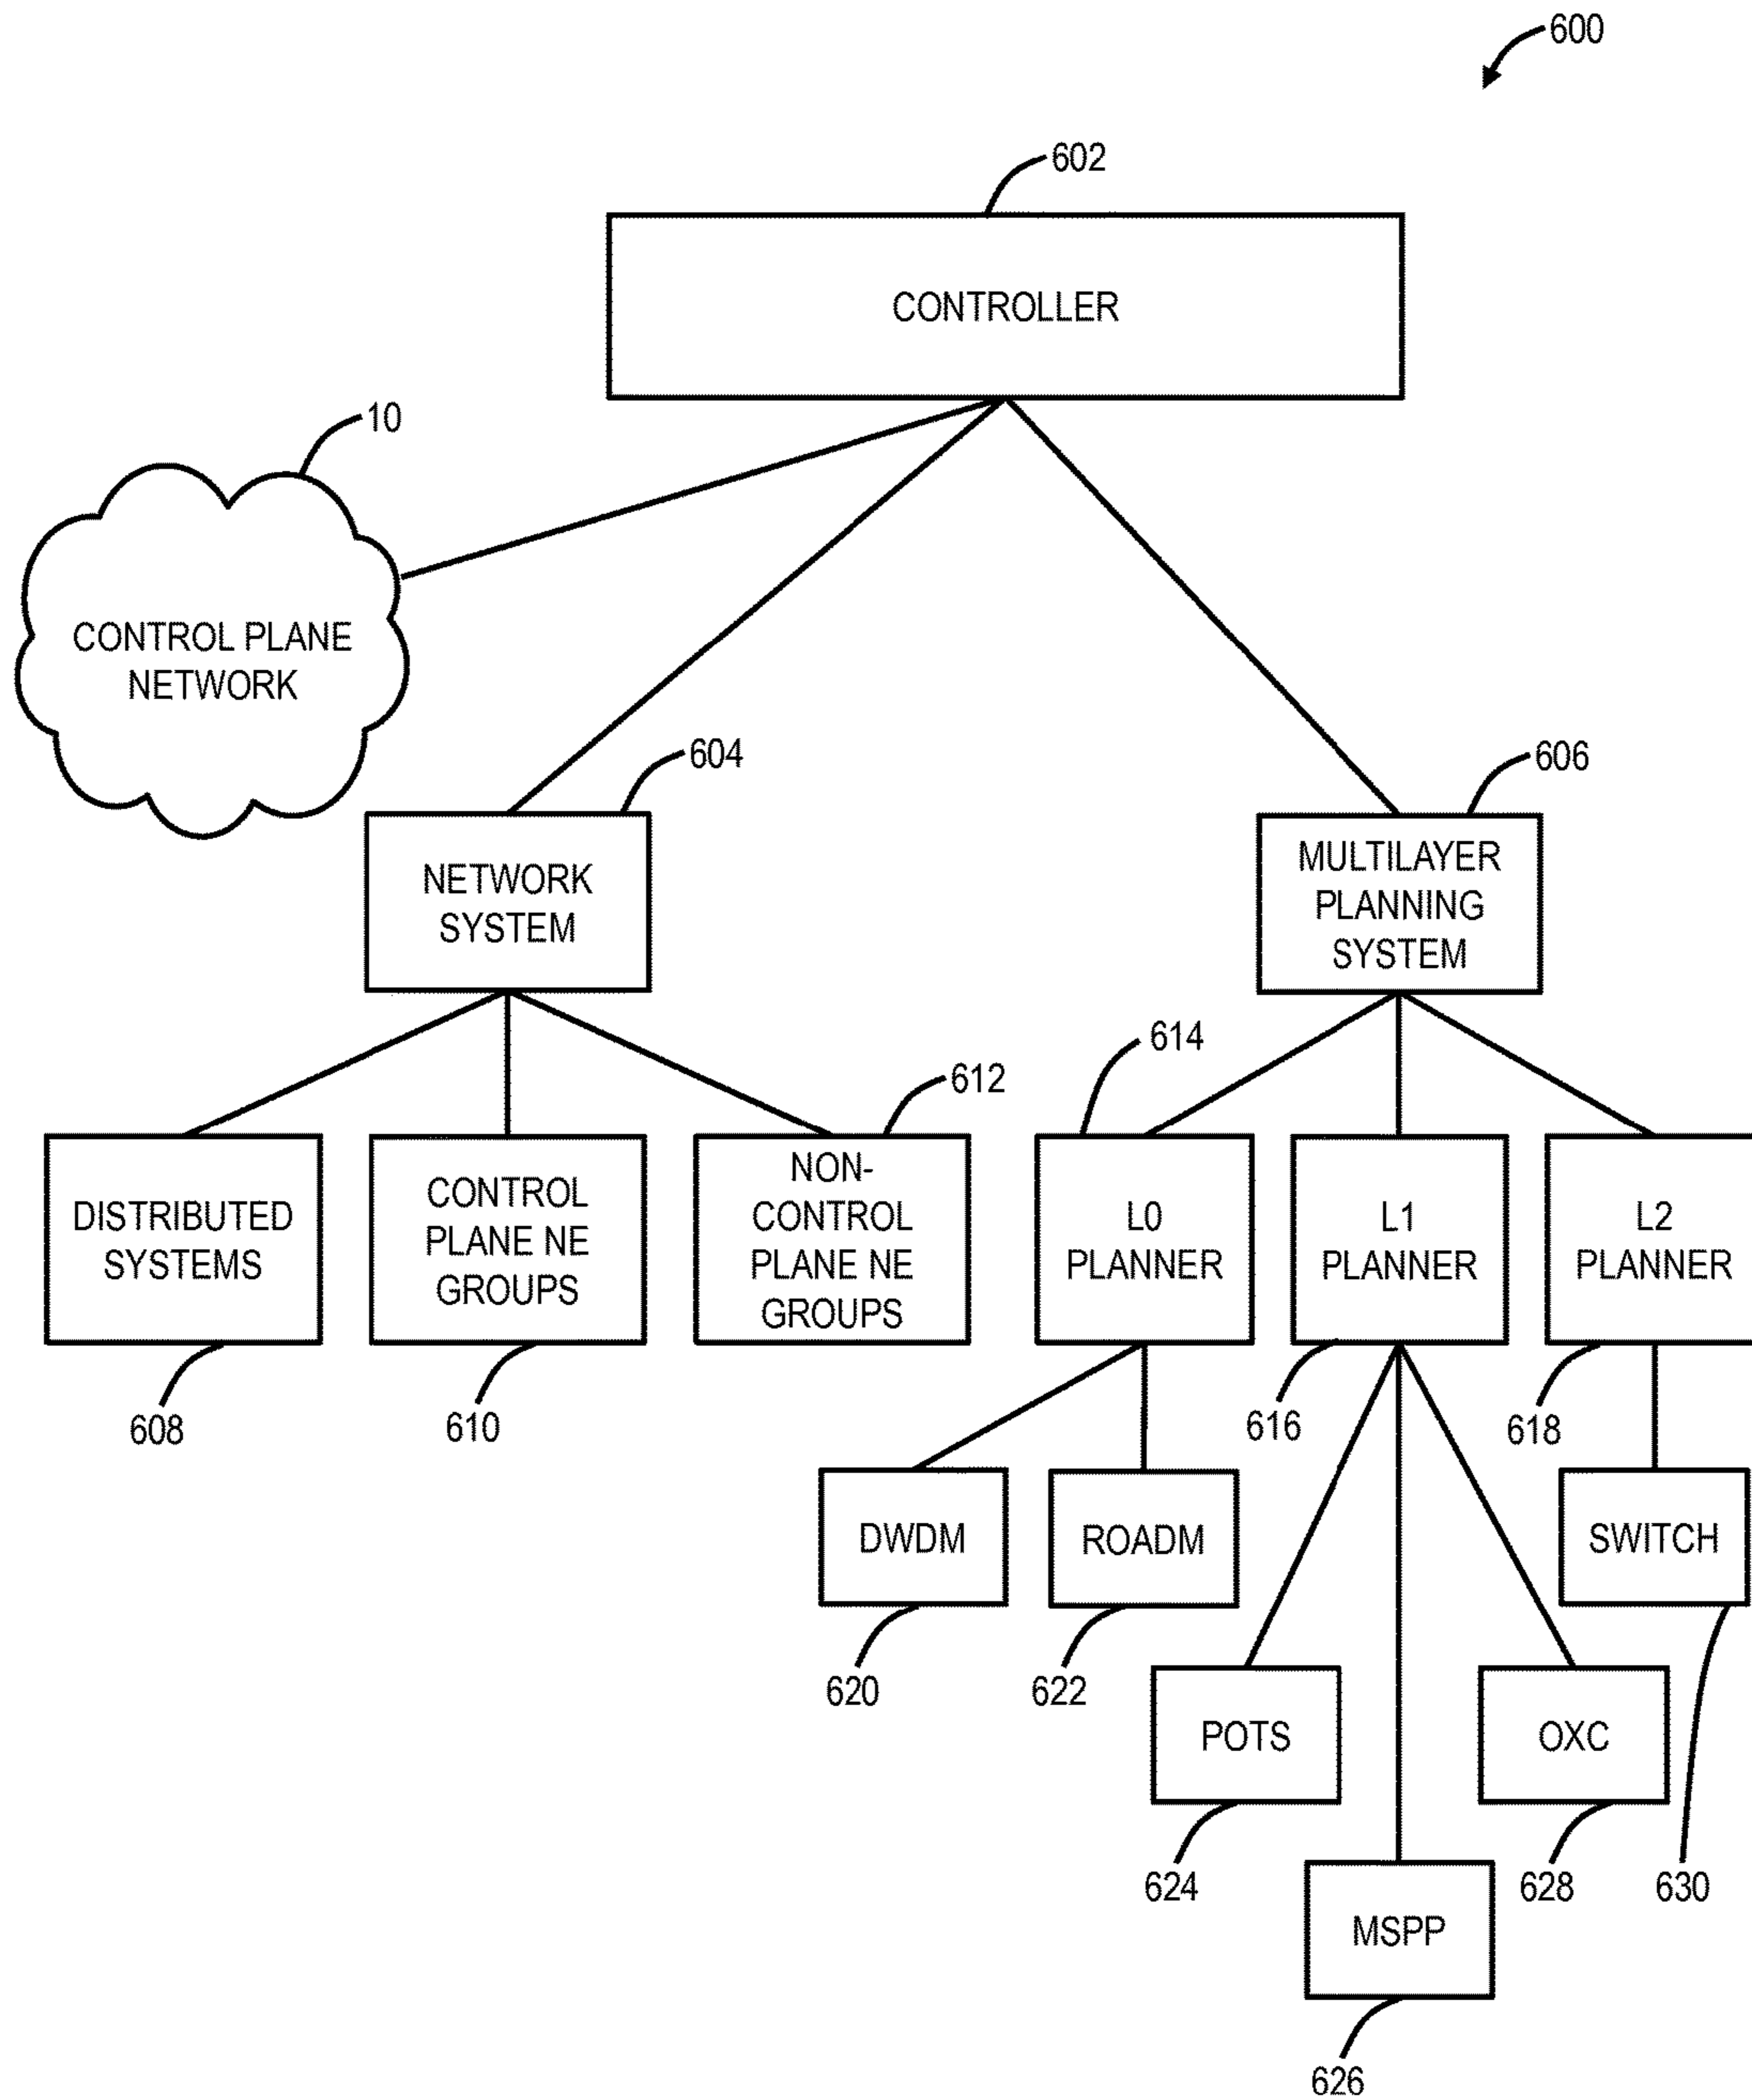 600
602
CONTROLLER
10
CONTROL PLANE
NETWORK
604
606
NETWORK
SYSTEM
MULTILAYER
PLANNING
SYSTEM
614
612
DISTRIBUTED
SYSTEMS
CONTROL
PLANE NE
GROUPS
NON-
CONTROL
PLANE NE
GROUPS
L0
PLANNER
L1
PLANNER
L2
PLANNER
608
610
616
618
DWDM
ROADM
SWITCH
620
622
POTS
OXC
624
628
630
MSPP
626